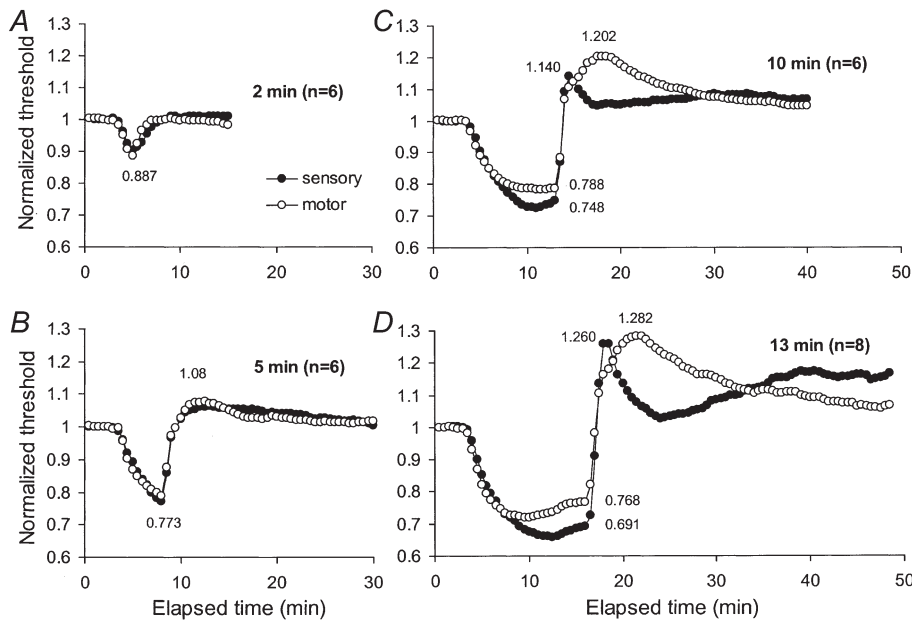 A
1.3
1.2
1.1
1
0.9
0.8
0.7
0.6
Normalized threshold
2 min (n=6)
0.887
sensory
motor
0 10 20 30
C
1.3
1.2
1.1
1
0.9
0.8
0.7
0.6
1.202
1.140
10 min (n=6)
0.788
0.748
0 10 20 30 40 50
B
1.3
1.2
1.1
1
0.9
0.8
0.7
0.6
Normalized threshold
5 min (n=6)
1.08
0.773
0 10 20 30
Elapsed time (min)
D
1.3
1.2
1.1
1
0.9
0.8
0.7
0.6
1.282
1.260
13 min (n=8)
0.768
0.691
0 10 20 30 40 50
Elapsed time (min)